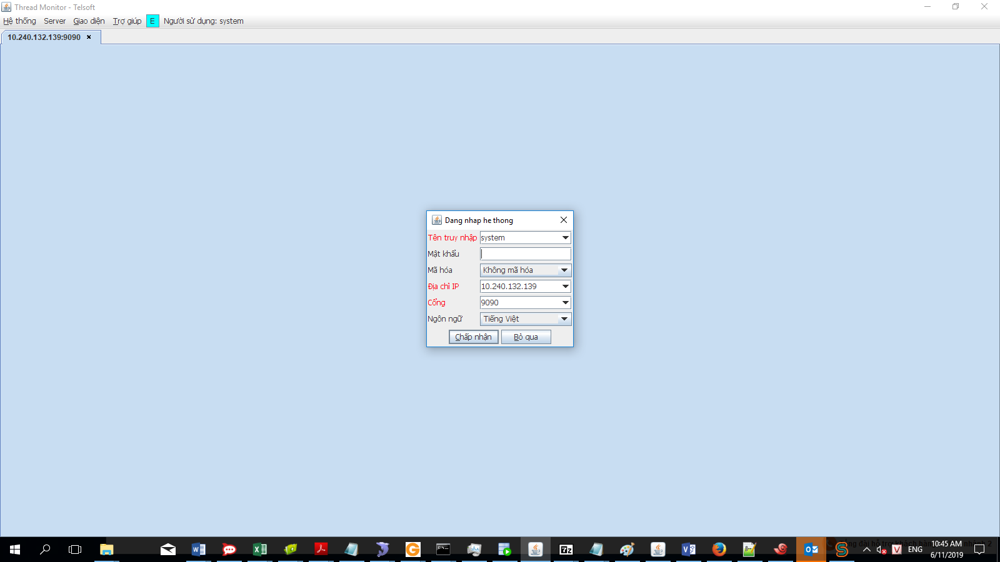 Thread Monitor - Telsoft
Hệ thống Server Giao diện Trợ giúp E Người sử dụng: system
10.240.132.139:9090
Dang nhap he thong
Tên truy nhập system
Mật khẩu
Mã hóa Không mã hóa
Địa chỉ IP 10.240.132.139
Cổng 9090
Ngôn ngữ Tiếng Việt
Chấp nhận Bỏ qua
ENG
10:45 AM
6/11/2019